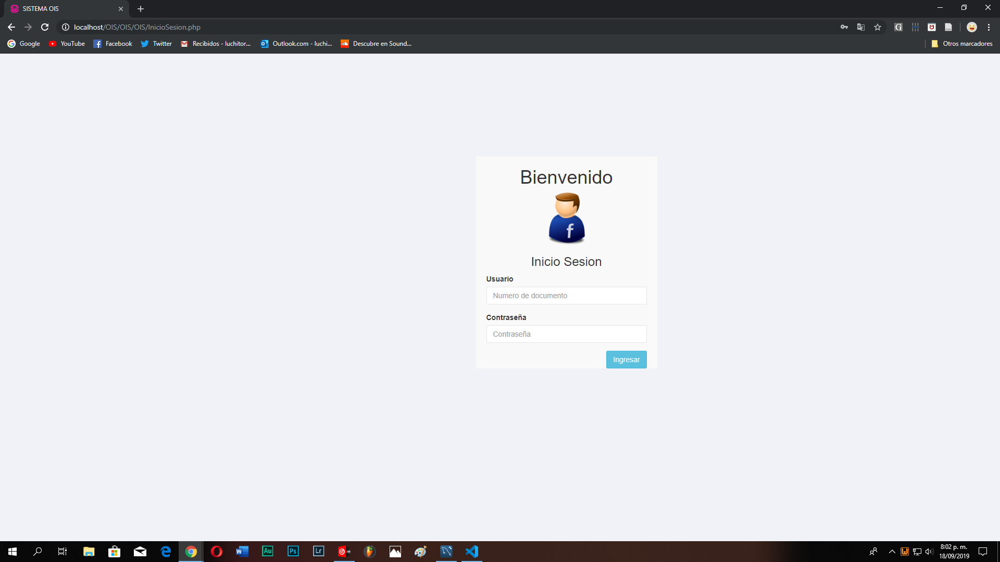 SISTEMA OIS
localhost/OIS/OIS/OIS/InicioSesion.php
Google YouTube Facebook Twitter Recibidos - luchitor... Outlook.com - luchi... Descubre en Sound... Otros marcadores
Bienvenido
f
Inicio Sesion
Usuario
Numero de documento
Contraseña
Contraseña
Ingresar
Au Ps Lr
8:02 p. m.
18/09/2019